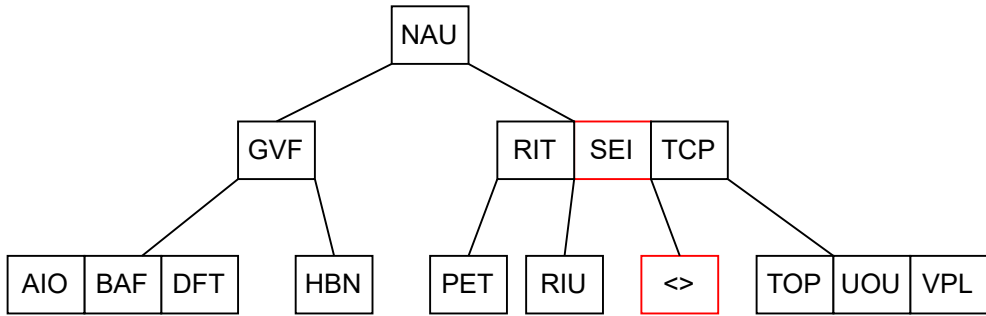 NAU
GVF RIT SEI TCP
AIO BAF DFT HBN PET RIU <> TOP UOU VPL